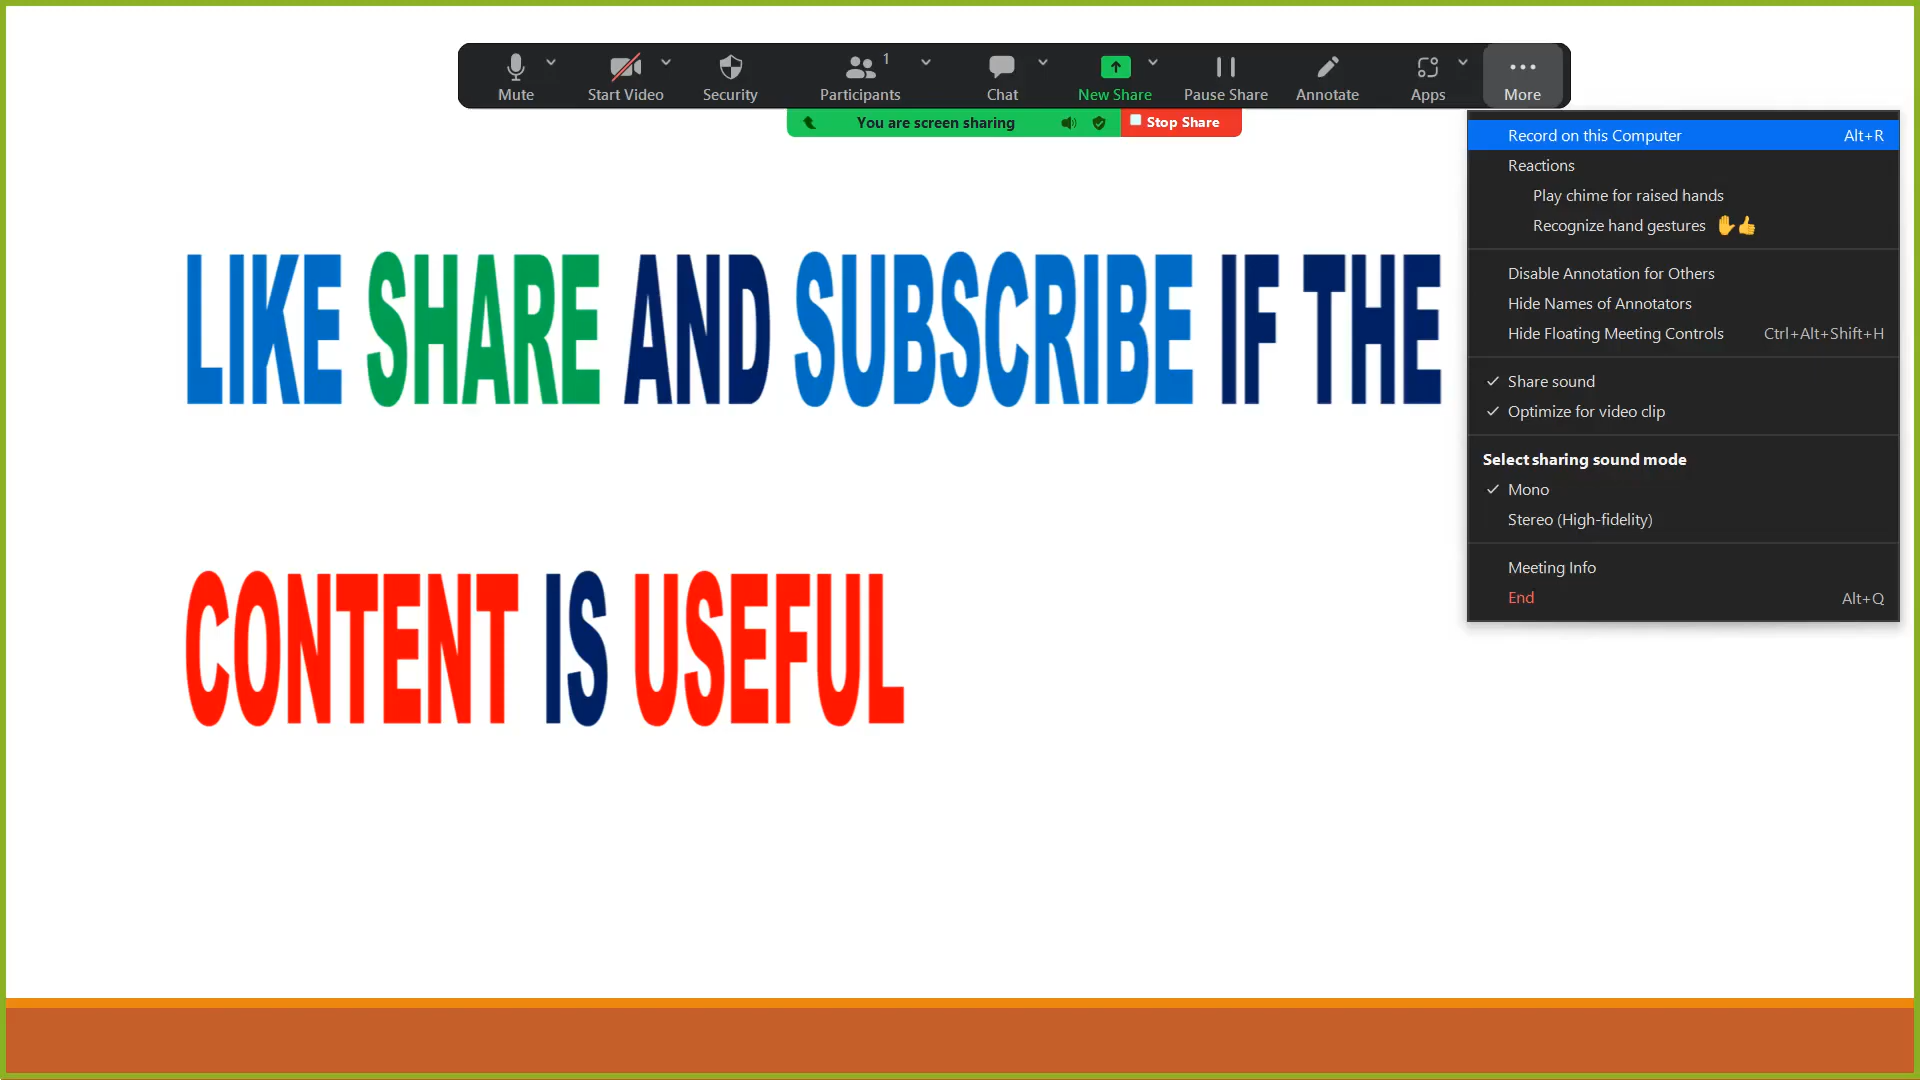 1
Mute Start Video Security Participants Chat New Share Pause Share Annotate Apps More
You are screen sharing Stop Share
Record on this Computer Alt+R
Reactions
Play chime for raised hands
Recognize hand gestures
Disable Annotation for Others
Hide Names of Annotators
Hide Floating Meeting Controls Ctrl+Alt+Shift+H
Share sound
Optimize for video clip
Select sharing sound mode
Mono
Stereo (High-fidelity)
Meeting Info
End Alt+Q
LIKE SHARE AND SUBSCRIBE IF THE
CONTENT IS USEFUL